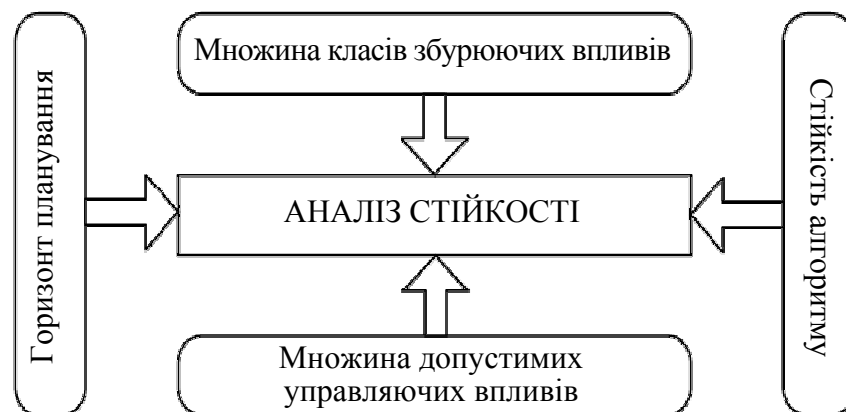 Множина класів збурюючих впливів
Горизонт планування
АНАЛІЗ СТІЙКОСТІ
Стійкість алгоритму
Множина допустимих
управляючих впливів